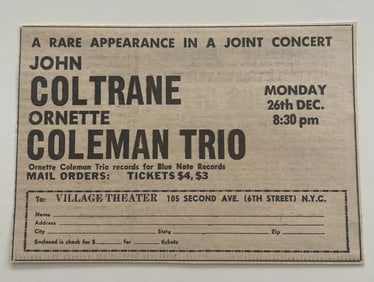 A RARE APPEARANCE IN A JOINT CONCERT
JOHN
COLTRANE
ORNETTE
COLEMAN TRIO
MONDAY
26th DEC.
8:30 pm
Ornette Coleman Trio records for Blue Note Records
MAIL ORDERS: TICKETS $4, $3
To: VILLAGE THEATER 105 SECOND AVE. (6TH STREET) N.Y.C.
Name
Address
City State Zip
Enclosed is check for $ for tickets